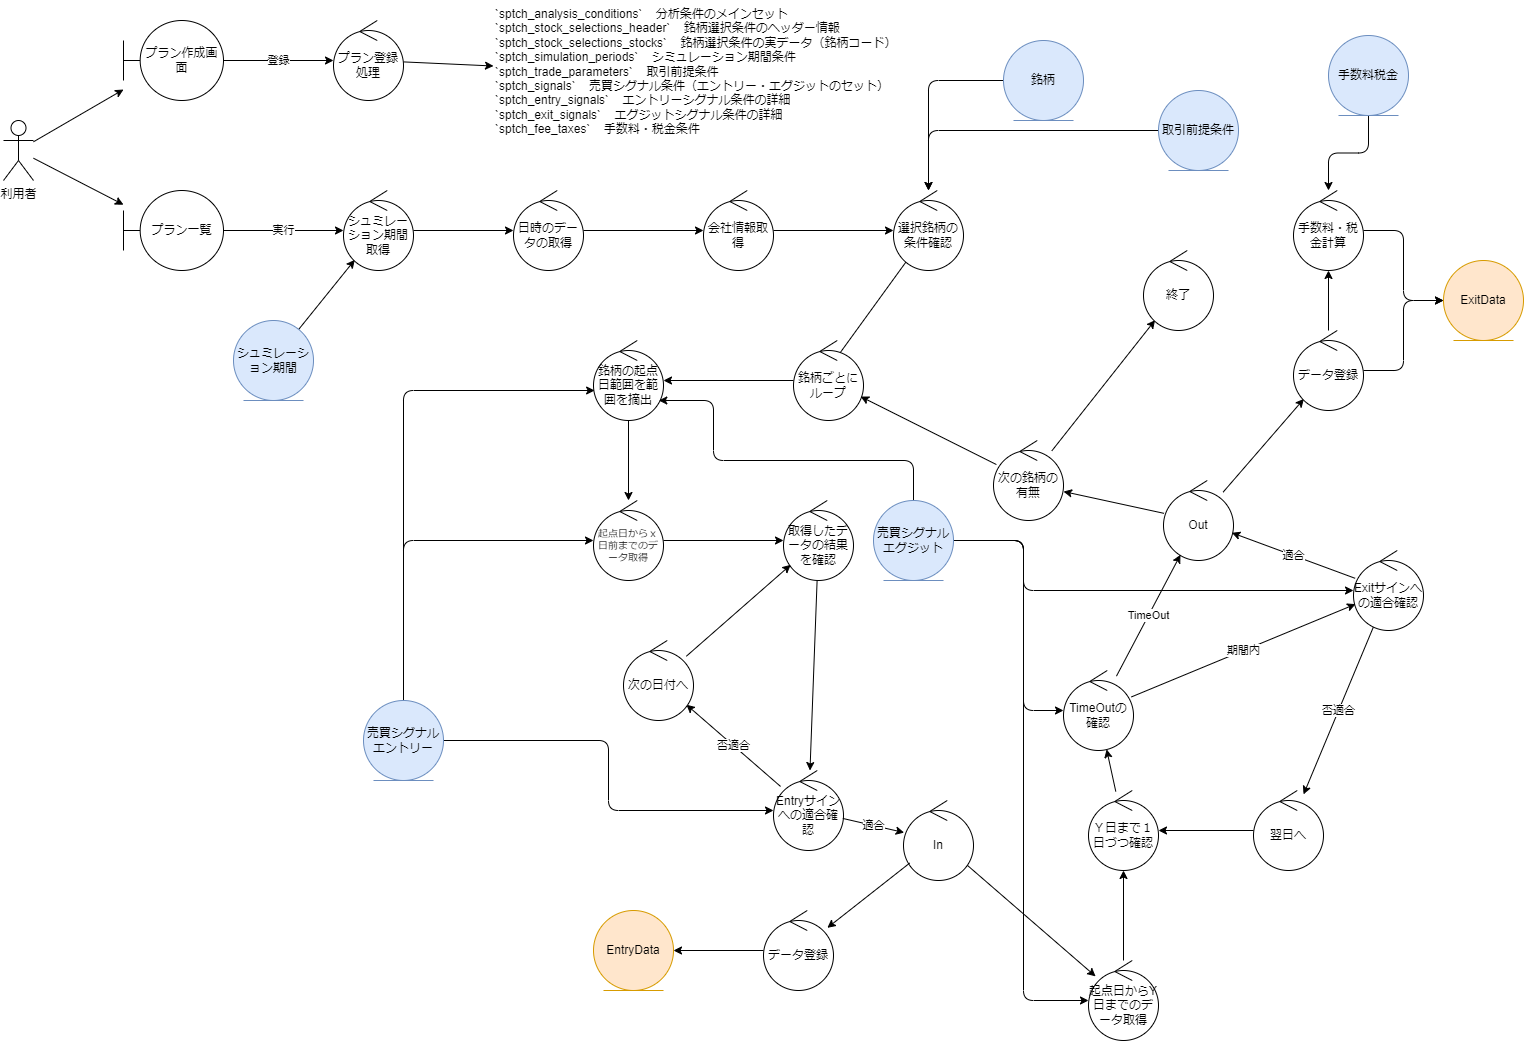 `sptch_analysis_conditions`　分析条件のメインセット
`sptch_stock_selections_header`　銘柄選択条件のヘッダー情報
`sptch_stock_selections_stocks`　銘柄選択条件の実データ（銘柄コード）
`sptch_simulation_periods`　シミュレーション期間条件
`sptch_trade_parameters`　取引前提条件
`sptch_signals`　売買シグナル条件（エントリー・エグジットのセット）
`sptch_entry_signals`　エントリーシグナル条件の詳細
`sptch_exit_signals`　エグジットシグナル条件の詳細
`sptch_fee_taxes`　手数料・税金条件
プラン作成画
面
登録
プラン登録
処理
銘柄
手数料税金
取引前提条件
利用者
プラン一覧
実行
シュミレー
ション期間
取得
日時のデー
タの取得
会社情報取
得
選択銘柄の
条件確認
手数料・税
金計算
終了
ExitData
シュミレーシ
ョン期間
銘柄の起点
日範囲を範
囲を摘出
銘柄ごとに
ループ
データ登録
次の銘柄の
有無
Out
起点日からｘ
日前までのデ
ータ取得
取得したデ
ータの結果
を確認
売買シグナル
エグジット
適合
Exitサインへ
の適合確認
TimeOut
期間内
次の日付へ
TimeOutの
確認
否適合
売買シグナル
エントリー
否適合
Entryサイン
への適合確
認
適合
In
Ｙ日まで１
日づつ確認
翌日へ
EntryData
データ登録
起点日からY
日までのデ
ータ取得